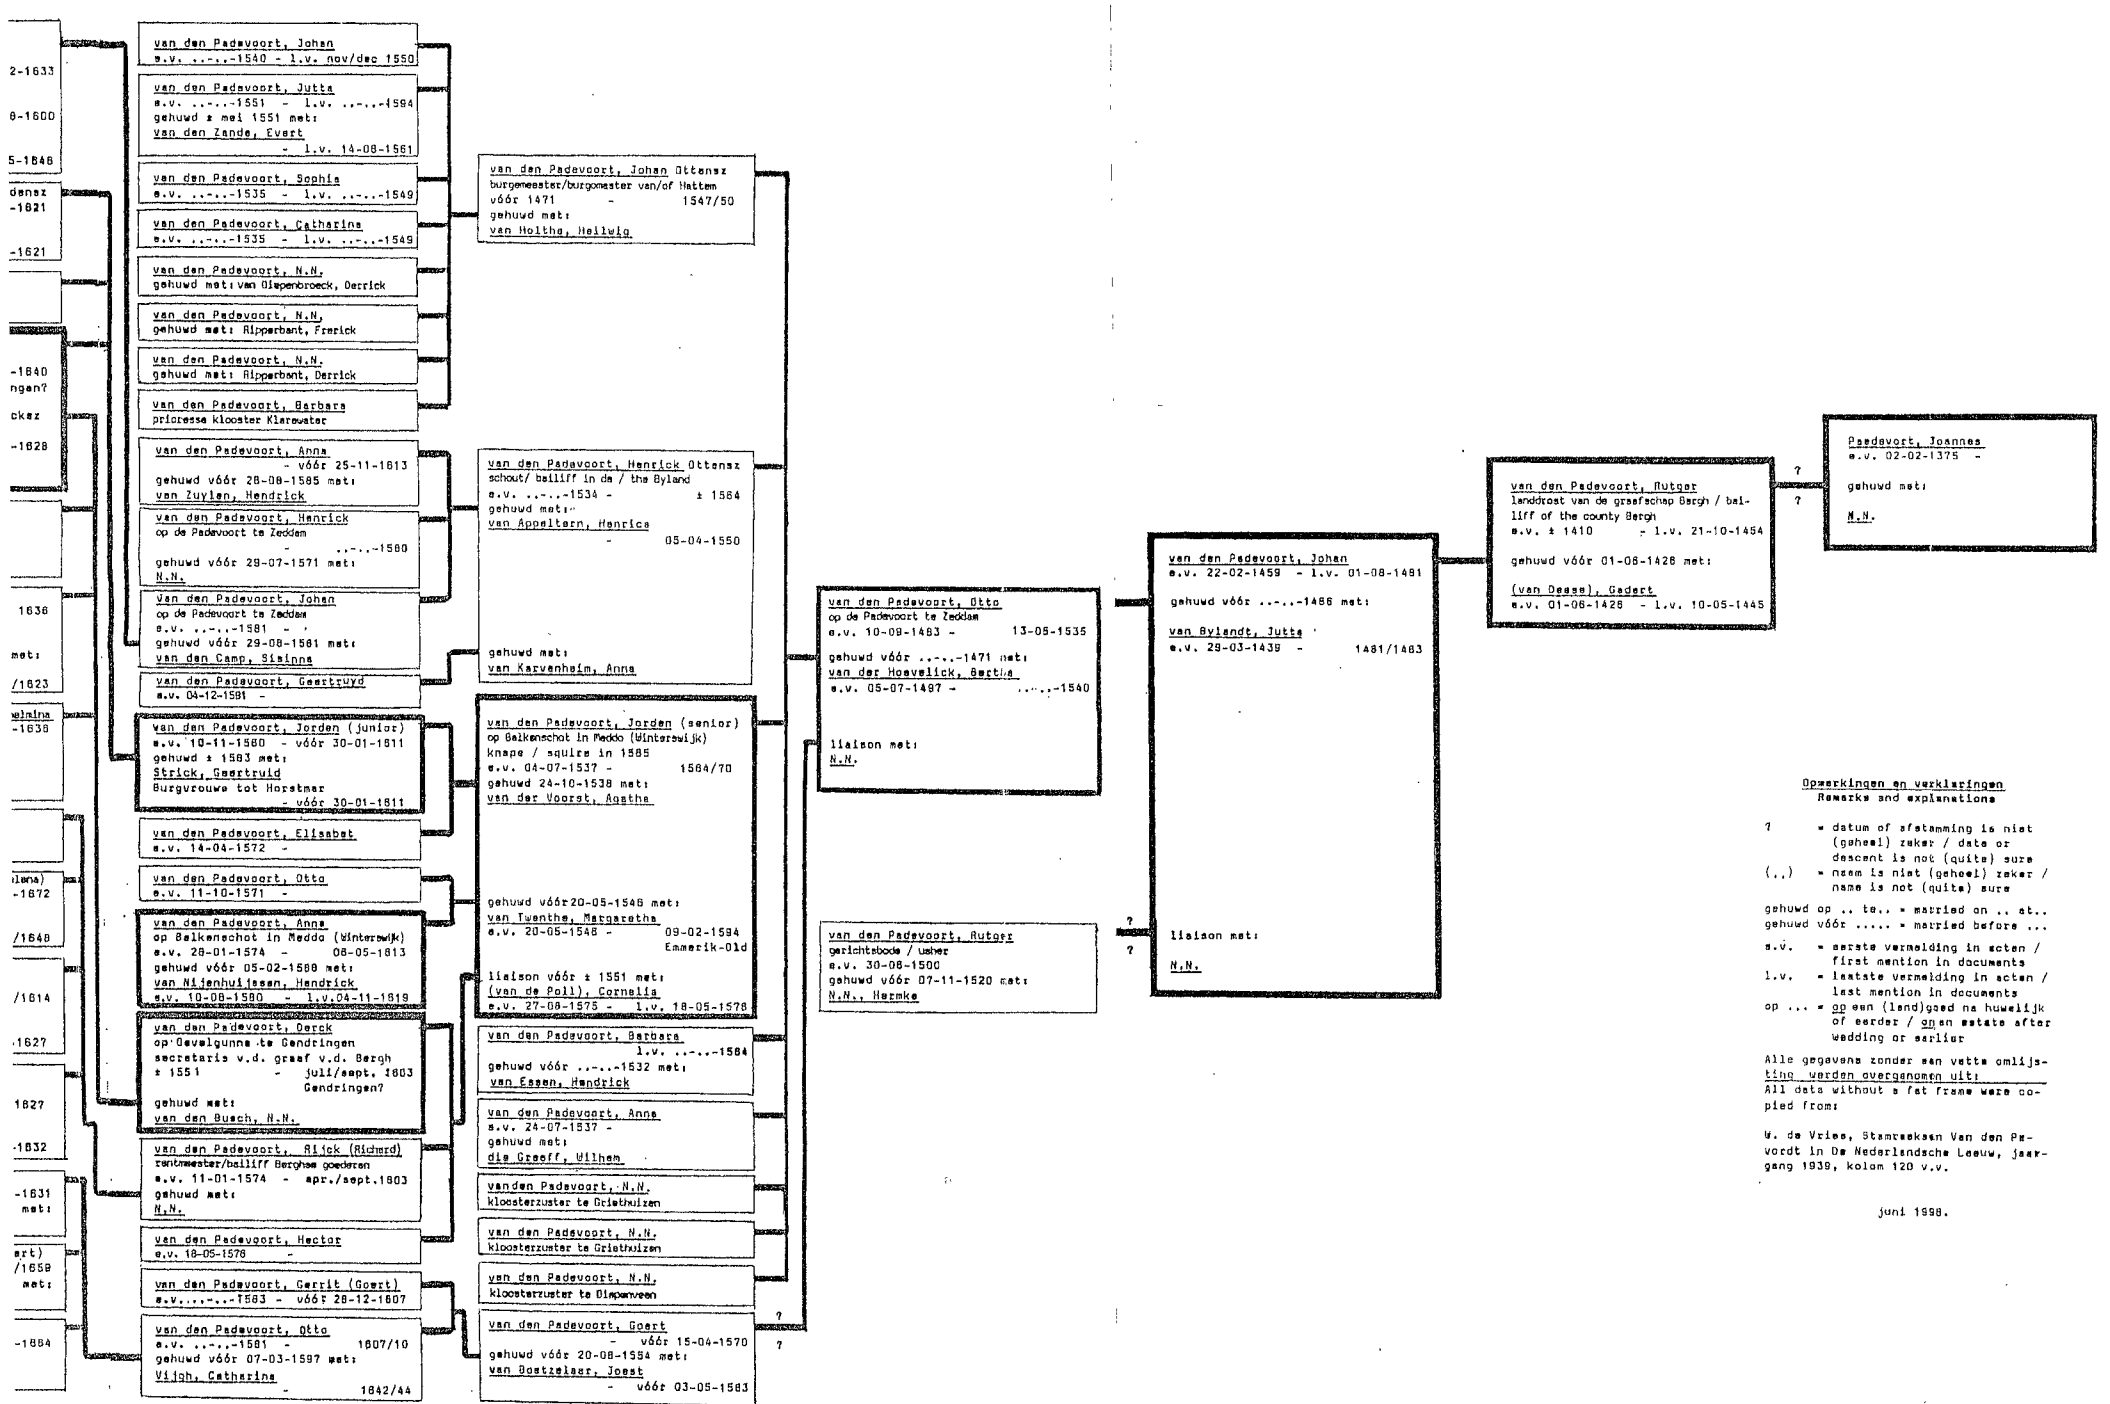 2-1633
8-1600
5-1648
densz
-1621
-1621
-1640
ngen?
cksz
-1628
1636
met:
/1623
elmina
-1636
lena)
-1672
/1648
/1614
1627
1627
-1632
-1631
met:
ert)
/1659
met:
-1664
van den Padevoort, Johan
e.v. ..-..-1540 - l.v. nov/dec 1550
van den Padevoort, Jutta
e.v. ..-..-1551 - l.v. ..-..-1594
gehuwd ± mei 1551 met:
van den Zande, Evert
- l.v. 14-08-1561
van den Padevoort, Sophia
e.v. ..-..-1535 - l.v. ..-..-1549
van den Padevoort, Catharina
e.v. ..-..-1535 - l.v. ..-..-1549
van den Padevoort, N.N.
gehuwd met: van Diepenbroeck, Derrick
van den Padevoort, N.N.
gehuwd met: Ripperbant, Frerick
van den Padevoort, N.N.
gehuwd met: Ripperbant, Derrick
van den Padevoort, Barbara
prioresse klooster Klarewater
van den Padevoort, Anna
- vóór 25-11-1613
gehuwd vóór 28-08-1585 met:
van Zuylen, Hendrick
van den Padevoort, Henrick
op de Padevoort te Zeddam
- ..-..-1580
gehuwd vóór 29-07-1571 met:
N.N.
van den Padevoort, Johan
op de Padevoort te Zeddam
e.v. ..-..-1581 -
gehuwd vóór 29-08-1581 met:
van den Camp, Sisinna
van den Padevoort, Geertruyd
e.v. 04-12-1581 -
van den Padevoort, Jorden (junior)
e.v. 10-11-1560 - vóór 30-01-1611
gehuwd ± 1583 met:
Strick, Geertruid
Burgvrouwe tot Horstmar
- vóór 30-01-1611
van den Padevoort, Elisabet
e.v. 14-04-1572 -
van den Padevoort, Otto
e.v. 11-10-1571 -
van den Padevoort, Anna
op Balkenschot in Meddo (Winterswijk)
e.v. 28-01-1574 - 06-05-1613
gehuwd vóór 05-02-1588 met:
van Nijenhuijssen, Hendrick
e.v. 10-08-1580 - l.v.04-11-1619
van den Padevoort, Derck
op Gevelgunne te Gendringen
secretaris v.d. graaf v.d. Bergh
± 1551 - juli/sept. 1603
Gendringen?
gehuwd met:
van den Busch, N.N.
van den Padevoort, Rijck (Richard)
rentmeester/bailiff Berghse goederen
e.v. 11-01-1574 - apr./sept.1603
gehuwd met:
N.N.
van den Padevoort, Hector
e.v. 18-05-1578 -
van den Padevoort, Gerrit (Goert)
e.v. ..-..-1583 - vóór 28-12-1607
van den Padevoort, Otto
e.v. ..-..-1581 - 1607/10
gehuwd vóór 07-03-1597 met:
Vijgh, Catharina
- 1642/44
van den Padevoort, Johan Ottensz
burgemeester/burgomaster van/of Hattem
vóór 1471 - 1547/50
gehuwd met:
van Holthe, Heilwig
van den Padevoort, Henrick Ottensz
schout/ bailiff in de / the Byland
e.v. ..-..-1534 - ± 1564
gehuwd met:
van Appeltern, Henrica
- 05-04-1550
gehuwd met:
van Karvenheim, Anna
van den Padevoort, Jorden (senior)
op Balkenschot in Meddo (Winterswijk)
knape / squire in 1565
e.v. 04-07-1537 - 1564/70
gehuwd 24-10-1538 met:
van der Voorst, Agatha
gehuwd vóór 20-05-1546 met:
van Twenthe, Margaretha
e.v. 20-05-1546 - 09-02-1594
Emmerik-Old
liaison vóór ± 1551 met:
(van de Poll), Cornelia
e.v. 27-08-1575 - l.v. 18-05-1578
van den Padevoort, Barbara
l.v. ..-..-1564
gehuwd vóór ..-..-1532 met:
van Essen, Hendrick
van den Padevoort, Anna
e.v. 24-07-1537 -
gehuwd met:
die Graeff, Wilhem
van den Padevoort, N.N.
kloosterzuster te Griethuizen
van den Padevoort, N.N.
kloosterzuster te Griethuizen
van den Padevoort, N.N.
kloosterzuster te Diepenveen
van den Padevoort, Goert
- vóór 15-04-1570
gehuwd vóór 20-08-1554 met:
van Boetzelaer, Joest
- vóór 03-05-1583
?
?
van den Padevoort, Otto
op de Padevoort te Zeddam
e.v. 10-09-1463 - 13-05-1535
gehuwd vóór ..-..-1471 met:
van der Hoevelick, Bertha
e.v. 05-07-1497 - ..-..-1540
liaison met:
N.N.
van den Padevoort, Rutger
gerichtsbode / usher
e.v. 30-08-1500
gehuwd vóór 07-11-1520 met:
N.N., Harmke
?
?
van den Padevoort, Johan
e.v. 22-02-1459 - l.v. 01-08-1481
gehuwd vóór ..-..-1466 met:
van Bylandt, Jutta
e.v. 29-03-1439 - 1481/1483
liaison met:
N.N.
van den Padevoort, Rutger
landdrost van de graafschap Bergh / bai-
liff of the county Bergh
e.v. ± 1410 - l.v. 21-10-1454
gehuwd vóór 01-06-1428 met:
(van Deese), Gadert
e.v. 01-06-1428 - l.v. 10-05-1445
?
?
Paedevort, Joannes
e.v. 02-02-1375 -
gehuwd met:
N.N.
Opmerkingen en verklaringen
Remarks and explanations
? = datum of afstamming is niet
(geheel) zeker / date or
descent is not (quite) sure
(..) = naam is niet (geheel) zeker /
name is not (quite) sure
gehuwd op .. te.. = married on .. at..
gehuwd vóór ..... = married before ...
e.v. = eerste vermelding in acten /
first mention in documents
l.v. = laatste vermelding in acten /
last mention in documents
op ... = op een (land)goed na huwelijk
of eerder / on an estate after
wedding or earlier
Alle gegevens zonder een vette omlijs-
ting werden overgenomen uit:
All data without a fat frame were co-
pied from:
W. de Vries, Stamreeksen Van den Pa-
vordt in De Nederlandsche Leeuw, jaar-
gang 1939, kolom 120 v.v.
juni 1998.